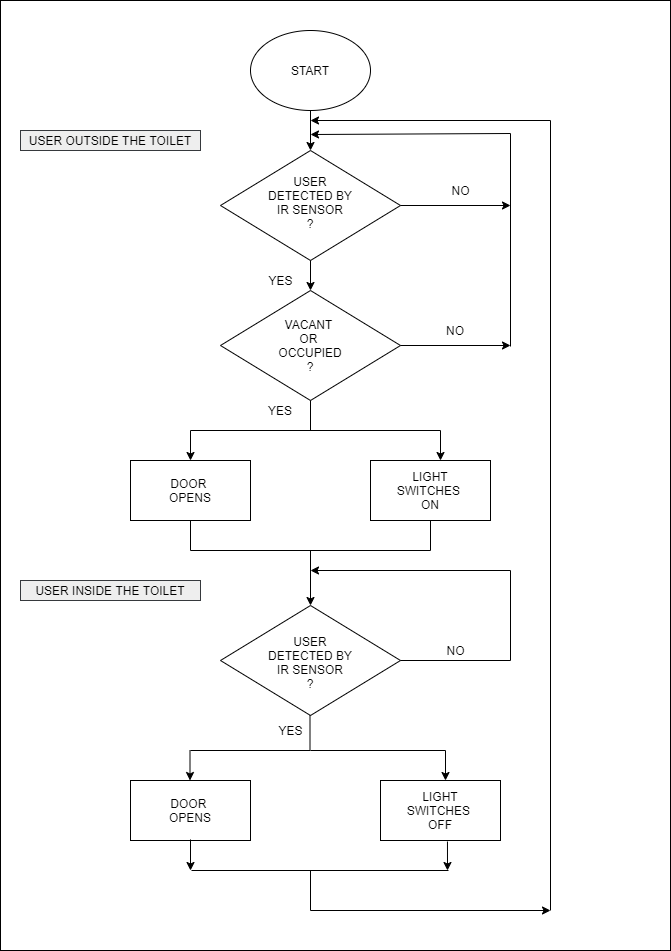 START
USER OUTSIDE THE TOILET
USER
DETECTED BY
IR SENSOR
?
NO
YES
VACANT
OR
OCCUPIED
?
NO
YES
DOOR
OPENS
LIGHT
SWITCHES
ON
USER INSIDE THE TOILET
USER
DETECTED BY
IR SENSOR
?
NO
YES
DOOR
OPENS
LIGHT
SWITCHES
OFF